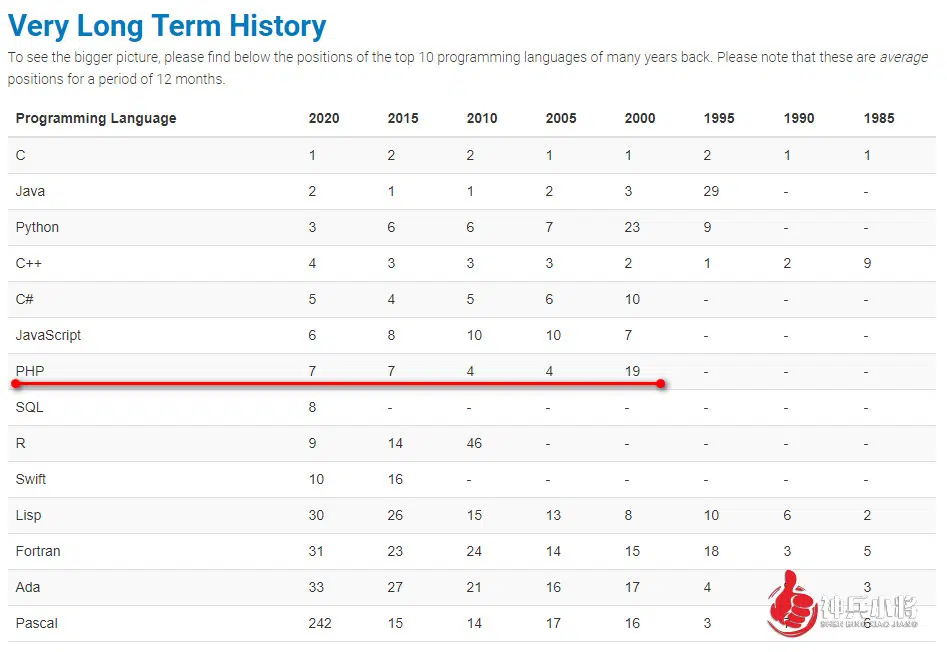 Very Long Term History
To see the bigger picture, please find below the positions of the top 10 programming languages of many years back. Please note that these are average
positions for a period of 12 months.
Programming Language 2020 2015 2010 2005 2000 1995 1990 1985
C 1 2 2 1 1 2 1 1
Java 2 1 1 2 3 29 - -
Python 3 6 6 7 23 9 - -
C++ 4 3 3 3 2 1 2 9
C# 5 4 5 6 10 - - -
JavaScript 6 8 10 10 7 - - -
PHP 7 7 4 4 19 - - -
SQL 8 - - - - - - -
R 9 14 46 - - - - -
Swift 10 16 - - - - - -
Lisp 30 26 15 13 8 10 6 2
Fortran 31 23 24 14 15 18 3 5
Ada 33 27 21 16 17 4 3
Pascal 242 15 14 17 16 3 6
神兵小将
SHEN BING XIAO JIANG